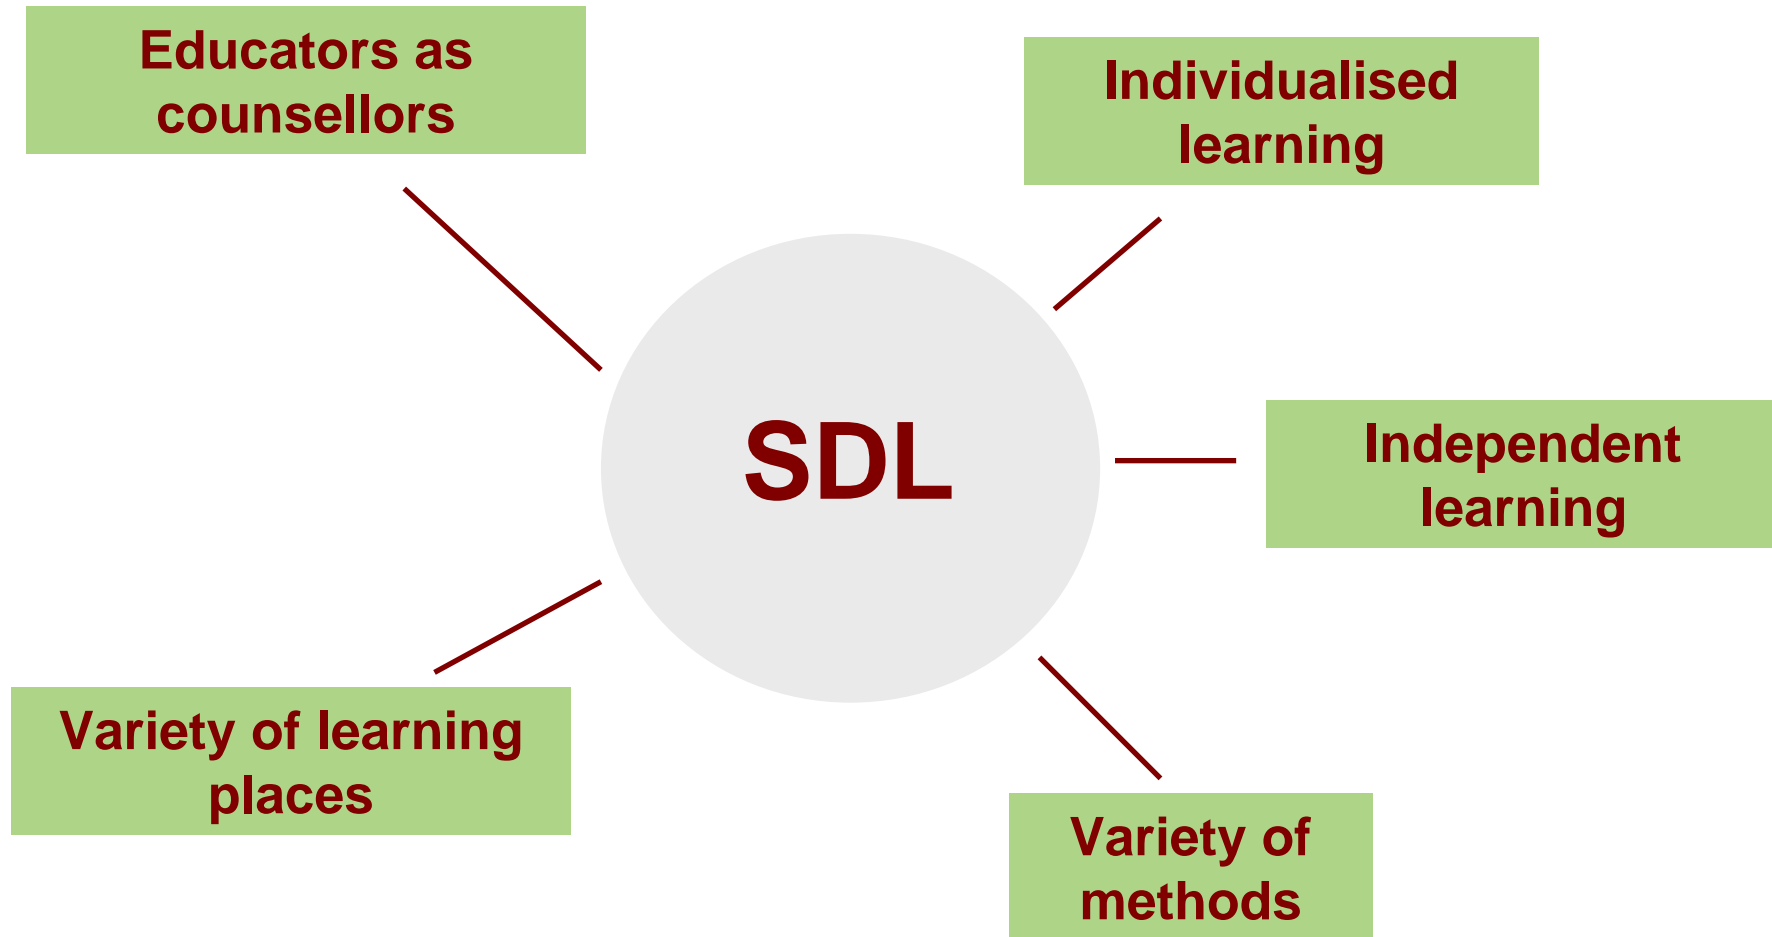 Educators as
counsellors
Individualised
learning
SDL
Independent
learning
Variety of learning
places
Variety of
methods